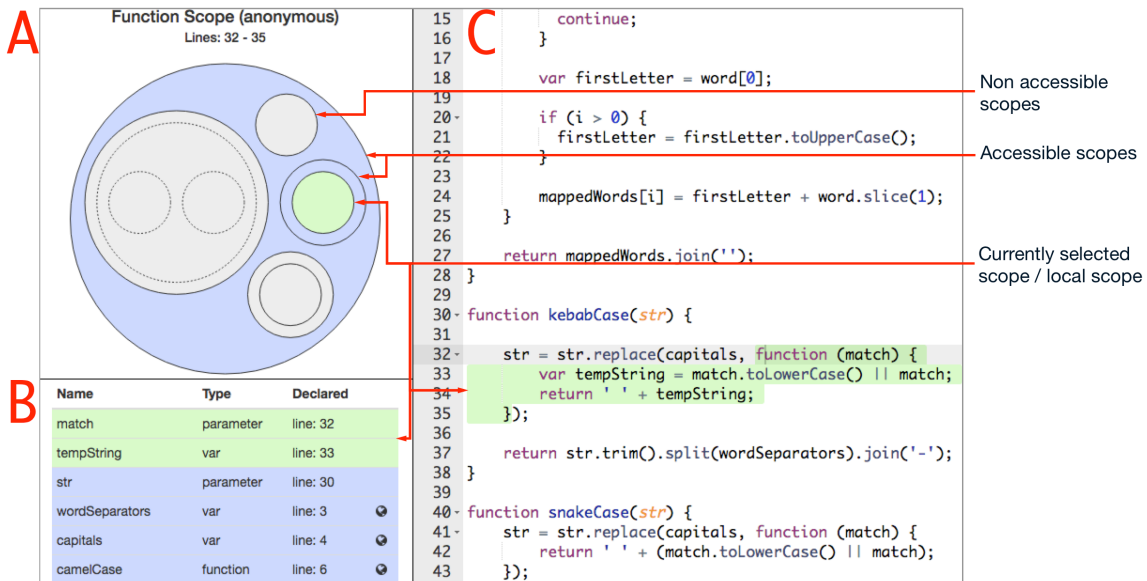 A
Function Scope (anonymous)
Lines: 32 - 35
B
Name Type Declared
match parameter line: 32
tempString var line: 33
str parameter line: 30
wordSeparators var line: 3
capitals var line: 4
camelCase function line: 6
C
15 continue;
16 }
17
18 var firstLetter = word[0];
19
20 if (i > 0) {
21 firstLetter = firstLetter.toUpperCase();
22 }
23
24 mappedWords[i] = firstLetter + word.slice(1);
25 }
26
27 return mappedWords.join('');
28 }
29
30 function kebabCase(str) {
31
32 str = str.replace(capitals, function (match) {
33 var tempString = match.toLowerCase() || match;
34 return ' ' + tempString;
35 });
36
37 return str.trim().split(wordSeparators).join('-');
38 }
39
40 function snakeCase(str) {
41 str = str.replace(capitals, function (match) {
42 return ' ' + (match.toLowerCase() || match);
43 });
Non accessible
scopes
Accessible scopes
Currently selected
scope / local scope